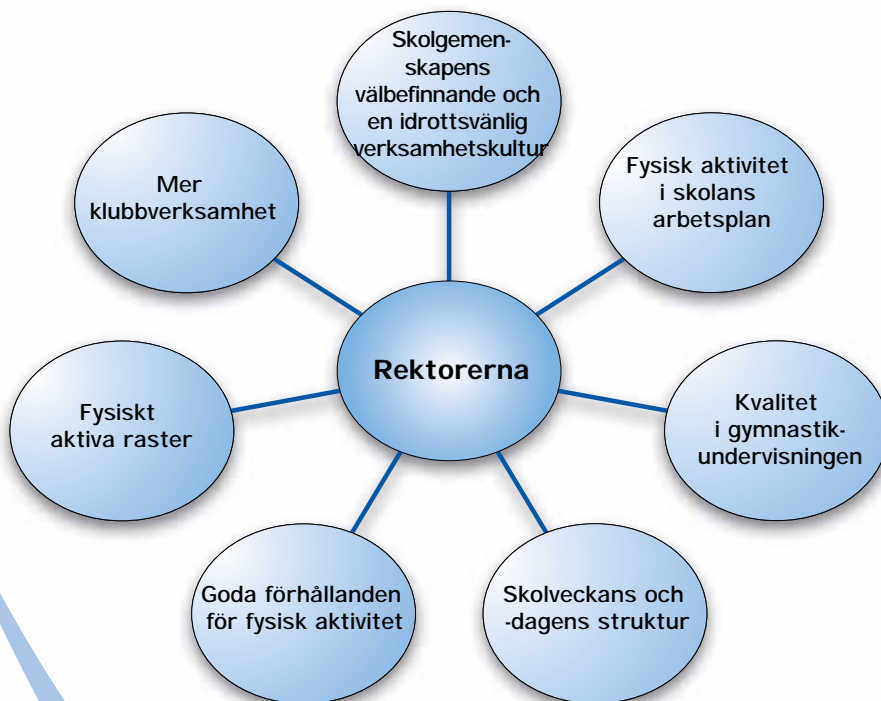 Skolgemen-
skapens
välbefinnande och
en idrottsvänlig
verksamhetskultur
Fysisk aktivitet
i skolans
arbetsplan
Mer
klubbverksamhet
Rektorerna
Kvalitet
i gymnastik-
undervisningen
Fysiskt
aktiva raster
Goda förhållanden
för fysisk aktivitet
Skolveckans och
-dagens struktur